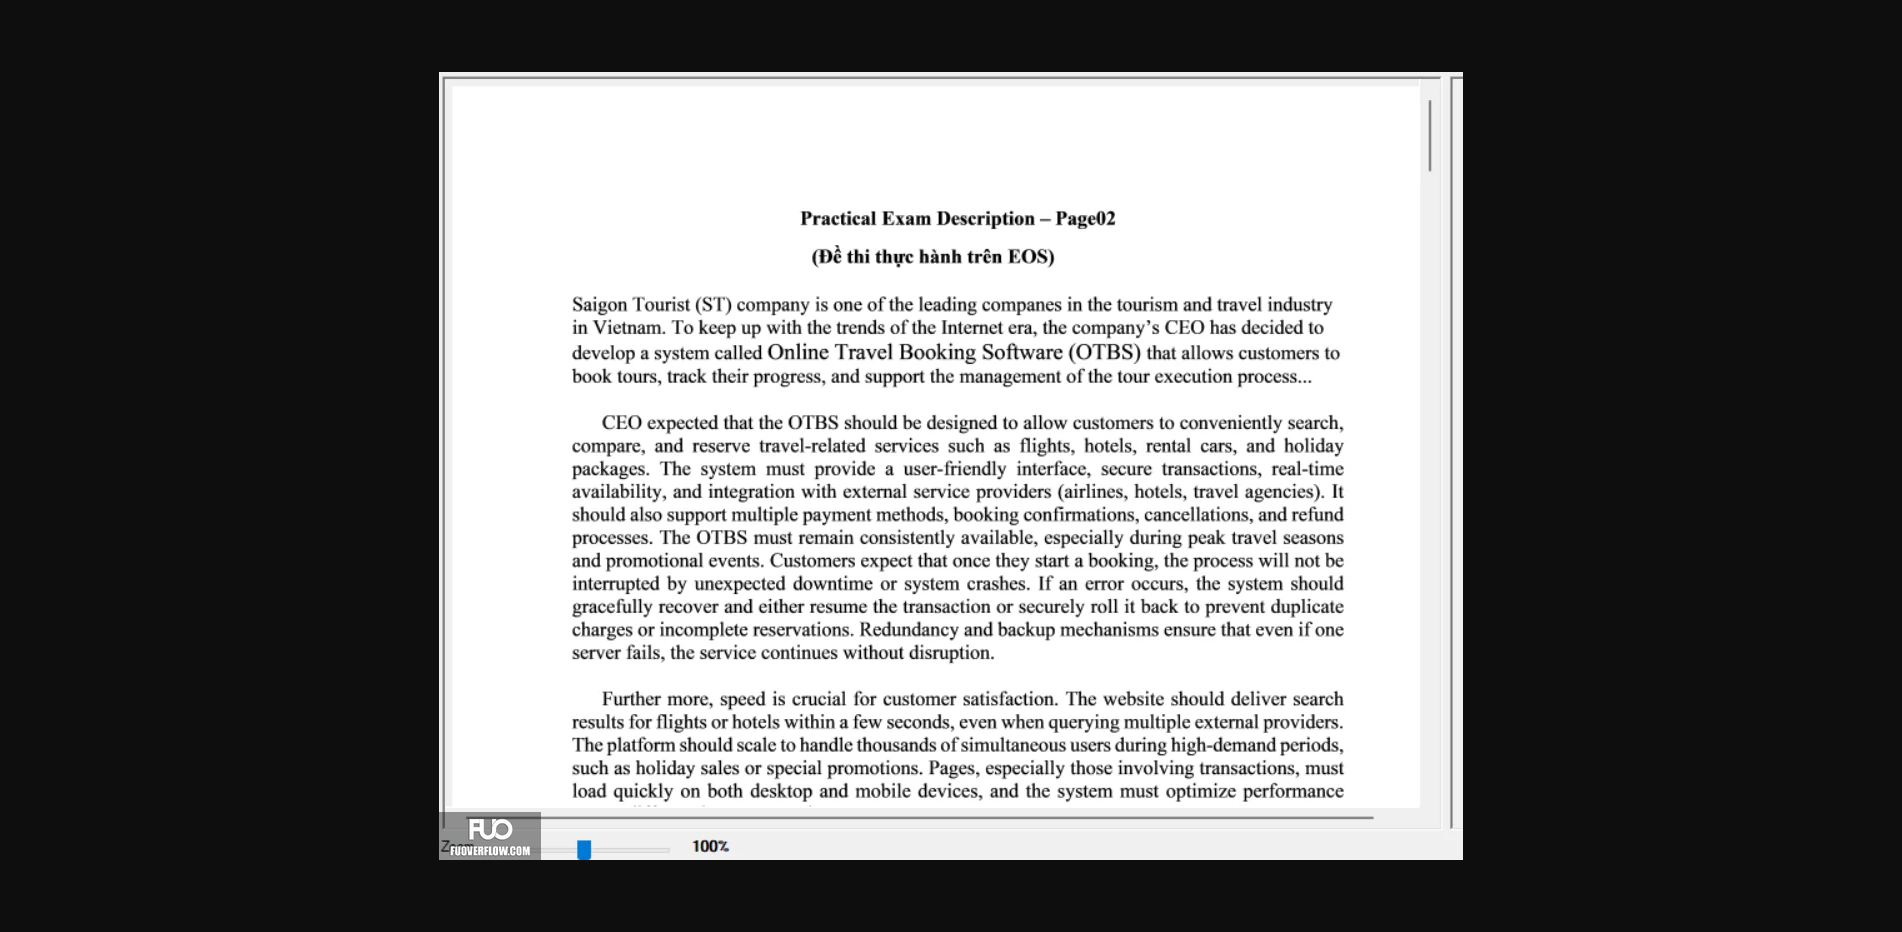 Practical Exam Description – Page02
(Đề thi thực hành trên EOS)
Saigon Tourist (ST) company is one of the leading companes in the tourism and travel industry
in Vietnam. To keep up with the trends of the Internet era, the company’s CEO has decided to
develop a system called Online Travel Booking Software (OTBS) that allows customers to
book tours, track their progress, and support the management of the tour execution process...
CEO expected that the OTBS should be designed to allow customers to conveniently search,
compare, and reserve travel-related services such as flights, hotels, rental cars, and holiday
packages. The system must provide a user-friendly interface, secure transactions, real-time
availability, and integration with external service providers (airlines, hotels, travel agencies). It
should also support multiple payment methods, booking confirmations, cancellations, and refund
processes. The OTBS must remain consistently available, especially during peak travel seasons
and promotional events. Customers expect that once they start a booking, the process will not be
interrupted by unexpected downtime or system crashes. If an error occurs, the system should
gracefully recover and either resume the transaction or securely roll it back to prevent duplicate
charges or incomplete reservations. Redundancy and backup mechanisms ensure that even if one
server fails, the service continues without disruption.
Further more, speed is crucial for customer satisfaction. The website should deliver search
results for flights or hotels within a few seconds, even when querying multiple external providers.
The platform should scale to handle thousands of simultaneous users during high-demand periods,
such as holiday sales or special promotions. Pages, especially those involving transactions, must
load quickly on both desktop and mobile devices, and the system must optimize performance
FUO
FUOVERFLOW.COM
100%